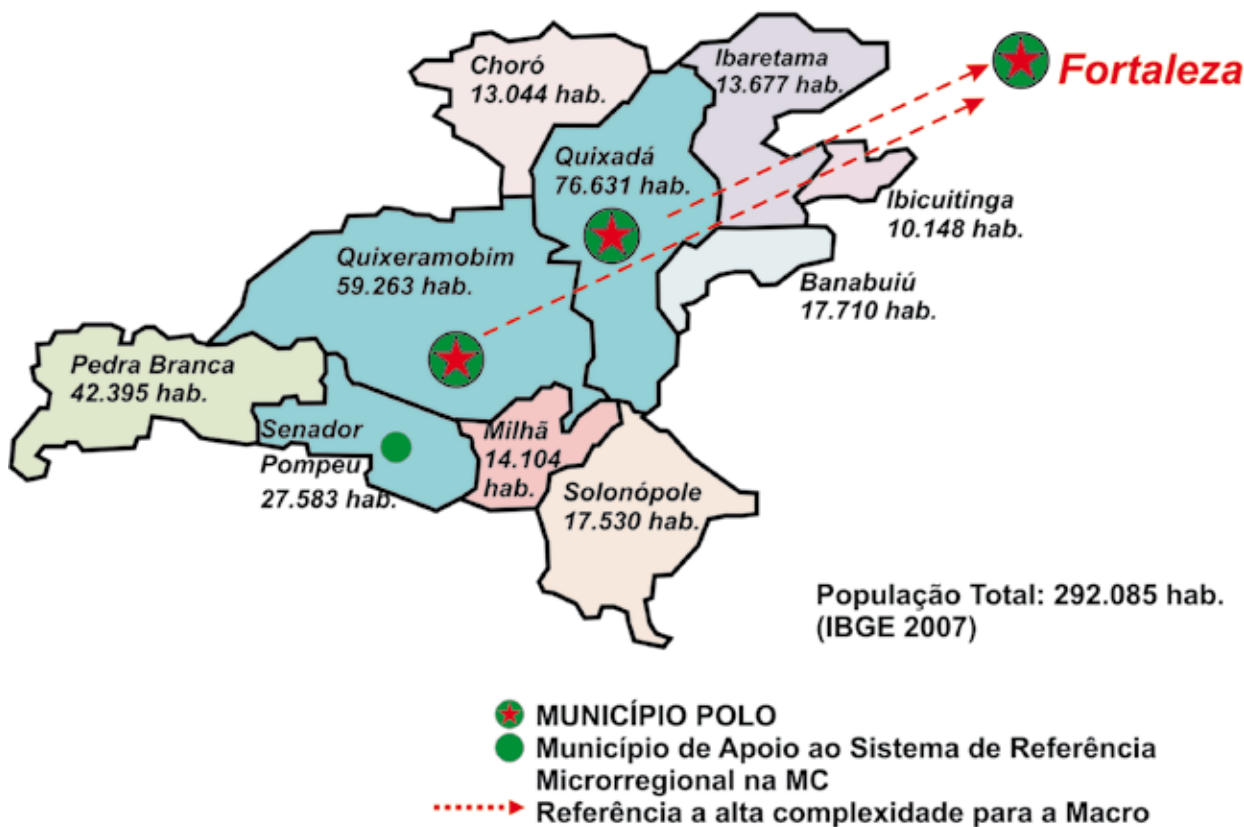 Choró
13.044 hab.
Ibaretama
13.677 hab.
Fortaleza
Quixadá
76.631 hab.
Ibicuitinga
10.148 hab.
Quixeramobim
59.263 hab.
Banabuiú
17.710 hab.
Pedra Branca
42.395 hab.
Senador
Pompeu
27.583 hab.
Milhã
14.104
hab.
Solonópole
17.530 hab.
População Total: 292.085 hab.
(IBGE 2007)
MUNICÍPIO POLO
Município de Apoio ao Sistema de Referência
Microrregional na MC
Referência a alta complexidade para a Macro